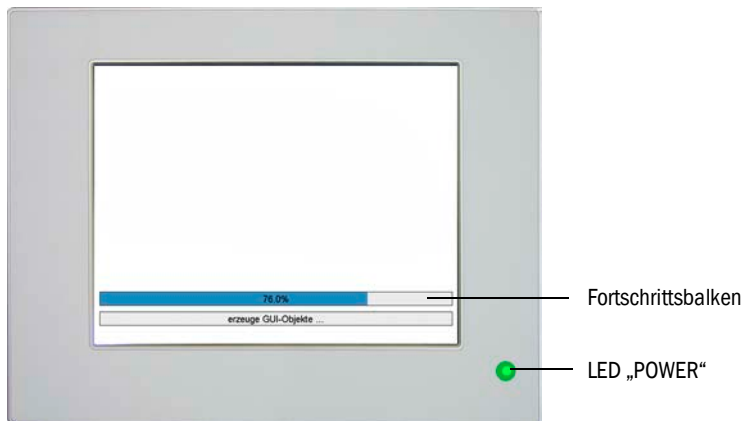 76.0%
erzeuge GUI-Objekte ...
Fortschrittsbalken
LED „POWER“